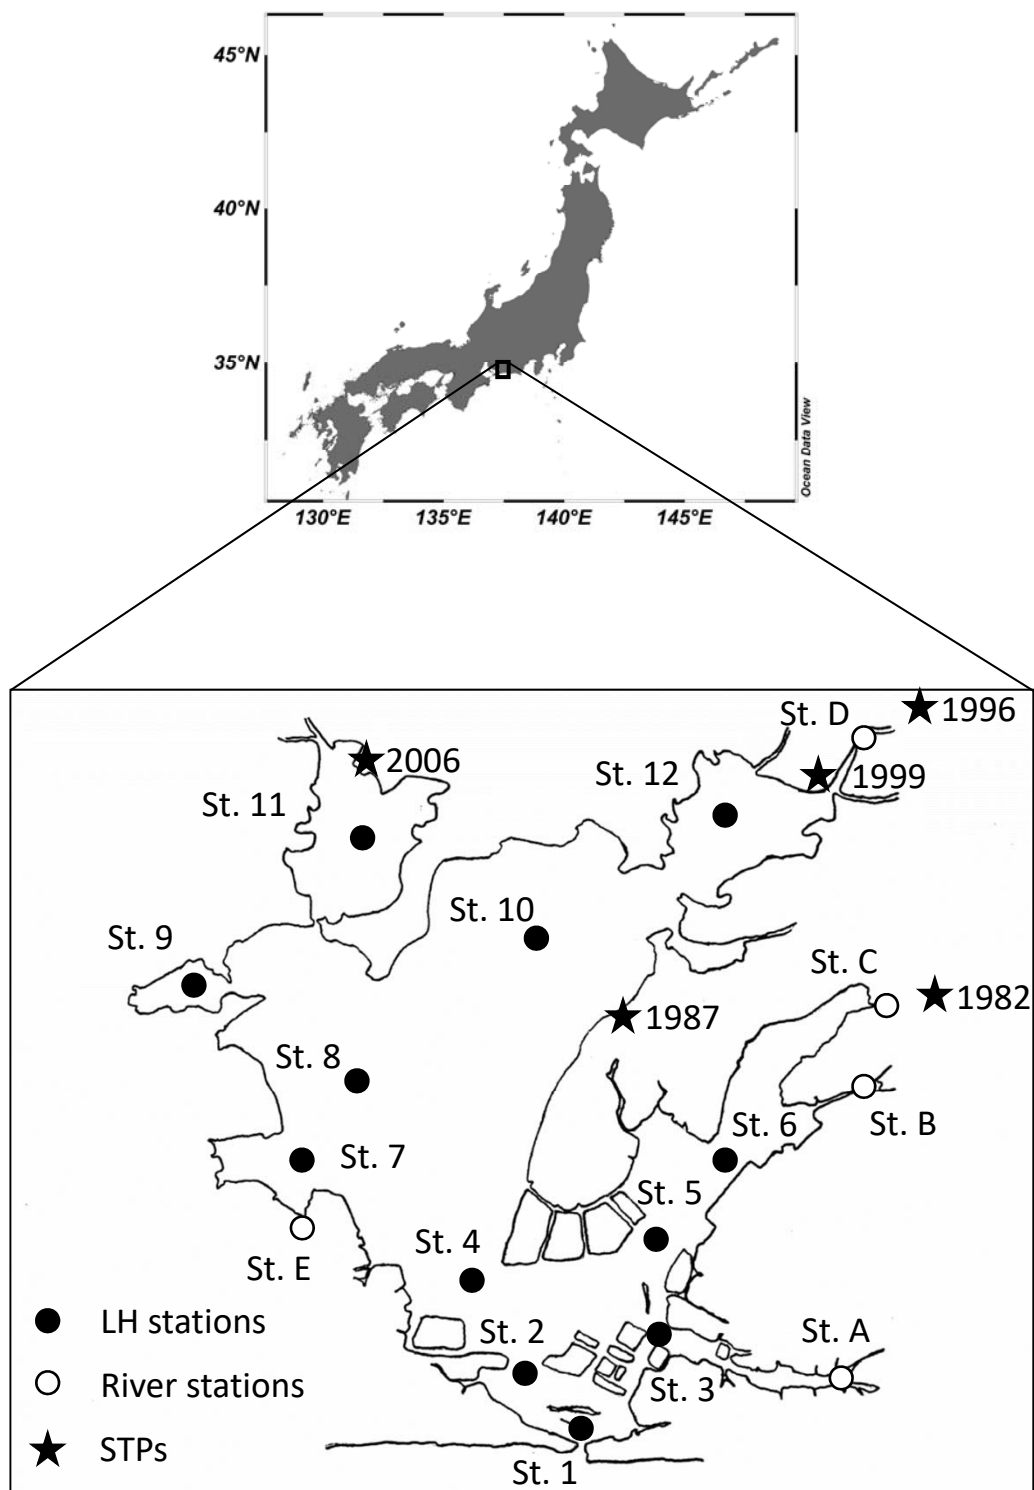 45°N
40°N
35°N
Ocean Data View
130°E 135°E 140°E 145°E
St. D
1996
2006
St. 12
1999
St. 11
St. 10
St. 9
St. C
1982
1987
St. 8
St. B
St. 6
St. 7
St. 5
St. 4
St. E
LH stations
St. 2
St. A
River stations
St. 3
STPs
St. 1